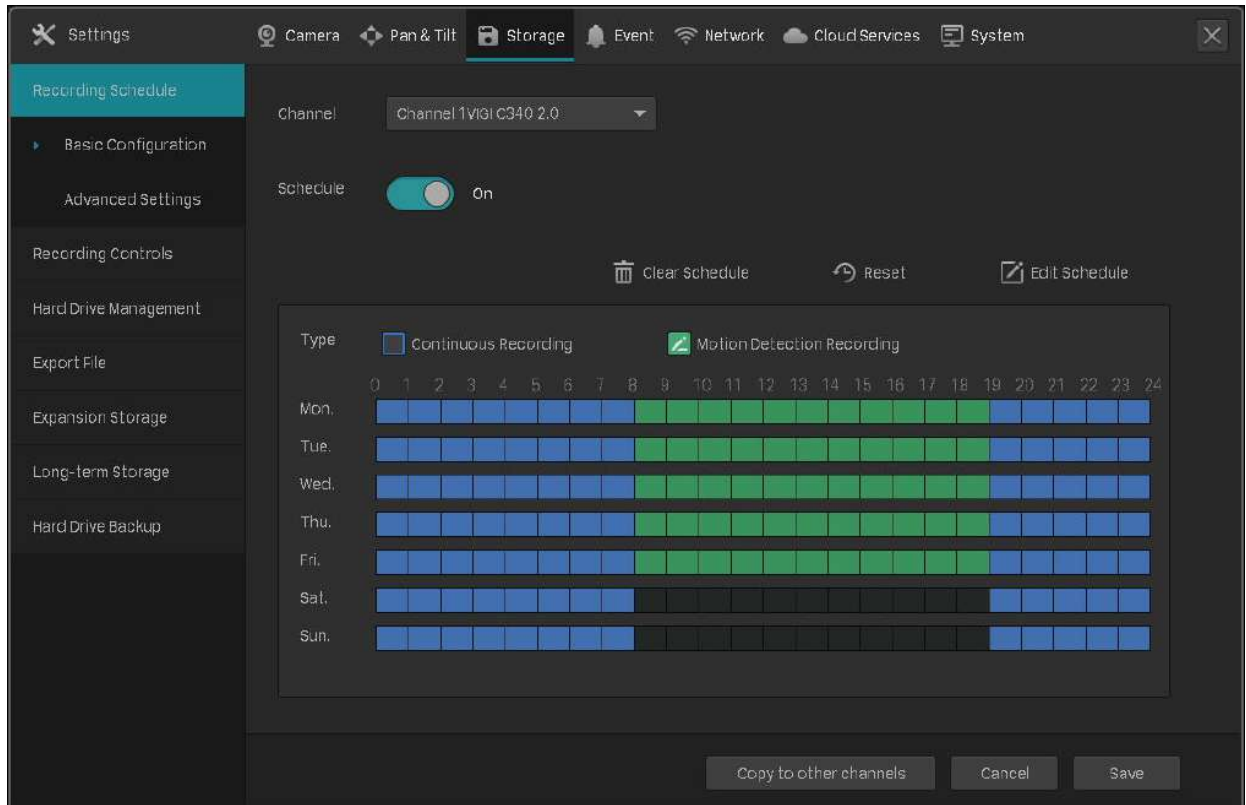 Settings
Camera Pan & Tilt Storage Event Network Cloud Services System
Recording Schedule
Basic Configuration
Advanced Settings
Recording Controls
Hard Drive Management
Export File
Expansion Storage
Long-term Storage
Hard Drive Backup
Channel Channel 1VIGI C340 2.0
Schedule On
Clear Schedule Reset Edit Schedule
Type Continuous Recording Motion Detection Recording
0 1 2 3 4 5 6 7 8 9 10 11 12 13 14 15 16 17 18 19 20 21 22 23 24
Mon.
Tue.
Wed.
Thu.
Fri.
Sat.
Sun.
Copy to other channels Cancel Save